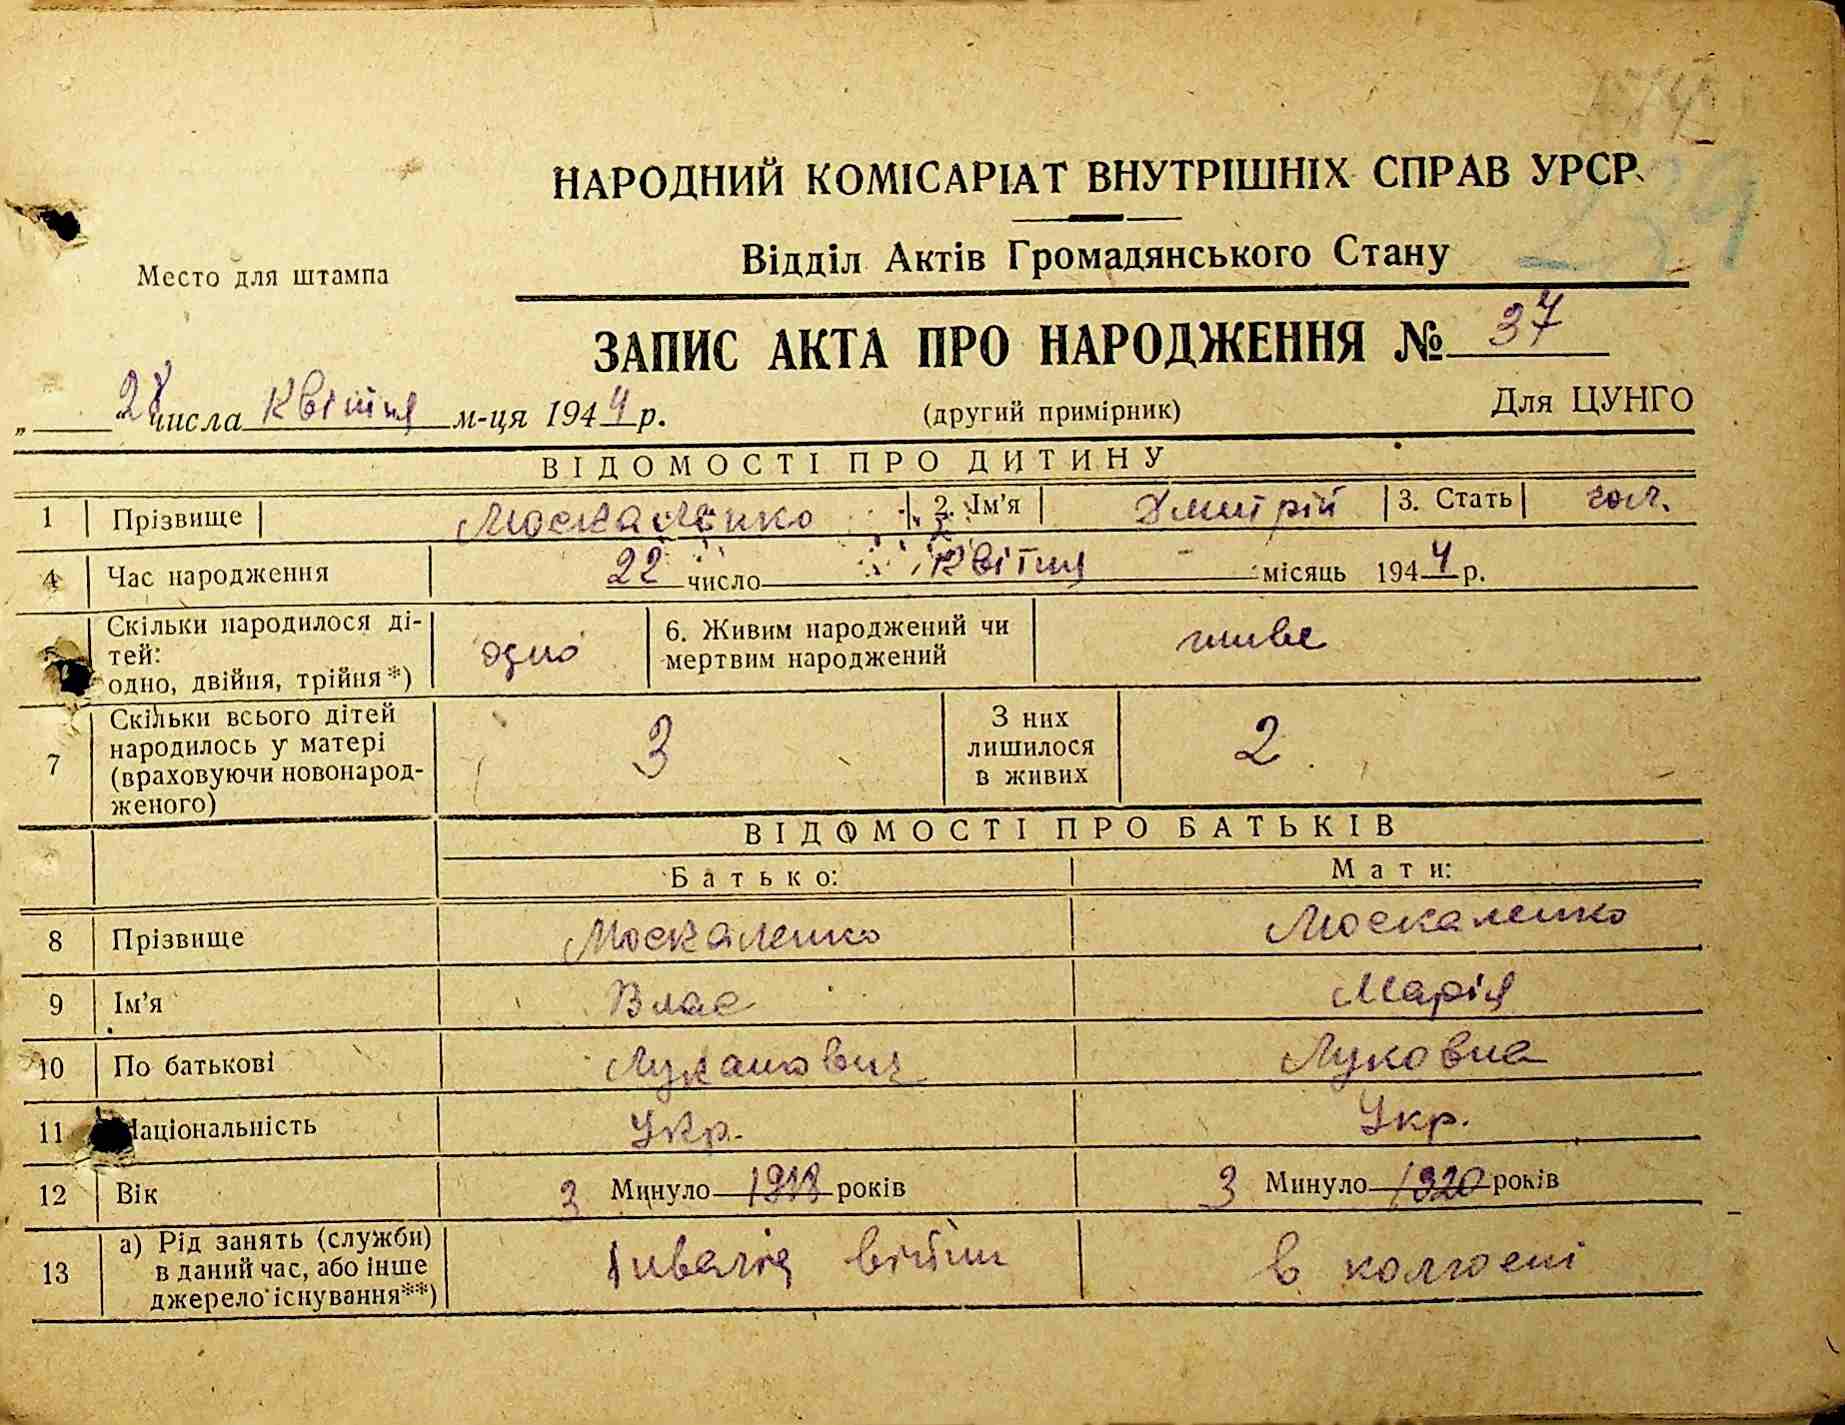 НАРОДНИЙ КОМІСАРІАТ ВНУТРІШНІХ СПРАВ УРСР
Место для штампа
Відділ Актів Громадянського Стану
ЗАПИС АКТА ПРО НАРОДЖЕННЯ № 37
„ 28 числа квітня м-ця 1944 р. (другий примірник) Для ЦУНГО
ВІДОМОСТІ ПРО ДИТИНУ
1 Прізвище Москаленко 2. Ім'я Дмитрій 3. Стать чол.
4 Час народження 22 число квітня місяць 1944 р.
5 Скільки народилося ді-
тей:
одно, двійня, трійня*) одно
6. Живим народжений чи
мертвим народжений живе
7 Скільки всього дітей
народилось у матері
(враховуючи новонарод-
женого) 3
З них
лишилося
в живих 2
ВІДОМОСТІ ПРО БАТЬКІВ
Батько: Мати:
8 Прізвище Москаленко Москаленко
9 Ім'я Влас Марія
10 По батькові Лукашович Луковна
11 Національність Укр. Укр.
12 Вік З Минуло 1918 років З Минуло 1920 років
13 а) Рід занять (служби)
в даний час, або інше
джерело існування**) Інвалід війни в колгоспі